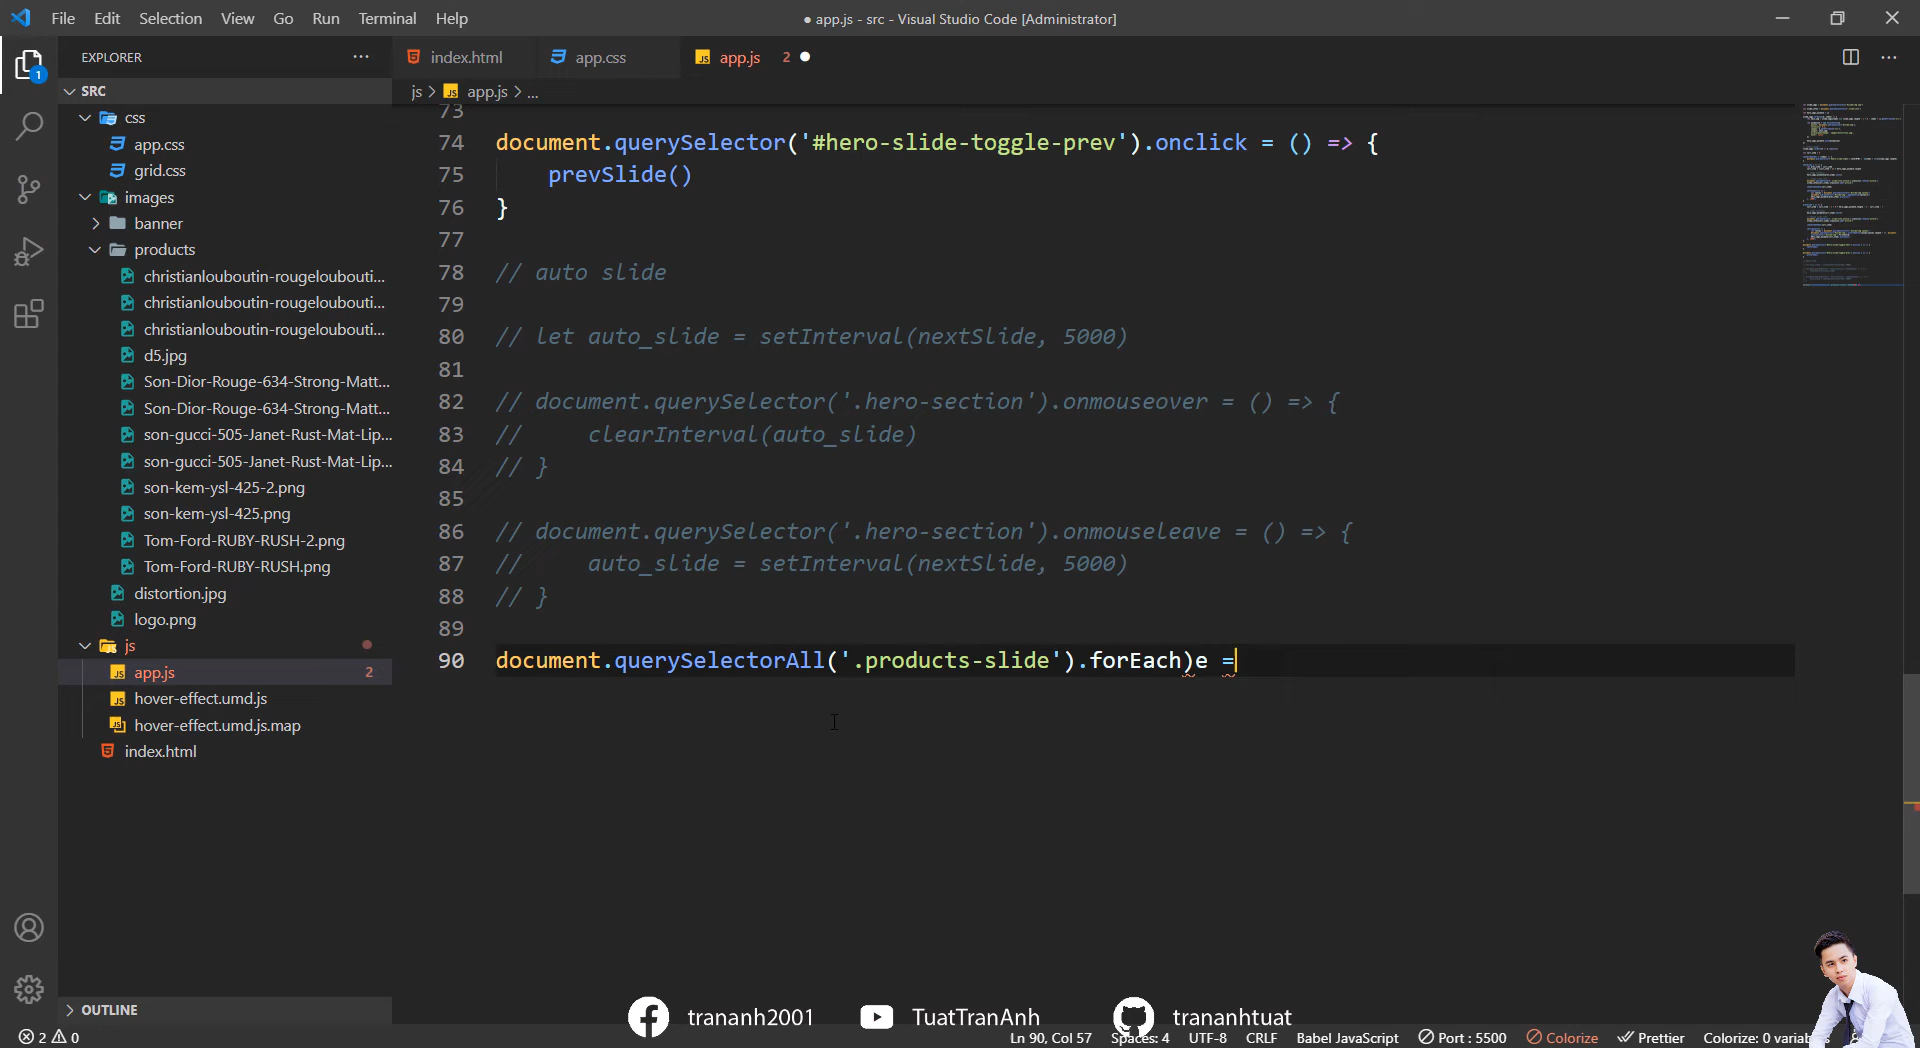 File Edit Selection View Go Run Terminal Help
● app.js - src - Visual Studio Code [Administrator]
EXPLORER
index.html
app.css
app.js 2
SRC
js > app.js > ...
css
app.css
grid.css
images
banner
products
christianlouboutin-rougeloubouti...
christianlouboutin-rougeloubouti...
christianlouboutin-rougeloubouti...
d5.jpg
Son-Dior-Rouge-634-Strong-Matt...
Son-Dior-Rouge-634-Strong-Matt...
son-gucci-505-Janet-Rust-Mat-Lip...
son-gucci-505-Janet-Rust-Mat-Lip...
son-kem-ysl-425-2.png
son-kem-ysl-425.png
Tom-Ford-RUBY-RUSH-2.png
Tom-Ford-RUBY-RUSH.png
distortion.jpg
logo.png
js
app.js 2
hover-effect.umd.js
hover-effect.umd.js.map
index.html
OUTLINE
73
74 document.querySelector('#hero-slide-toggle-prev').onclick = () => {
75 prevSlide()
76 }
77
78 // auto slide
79
80 // let auto_slide = setInterval(nextSlide, 5000)
81
82 // document.querySelector('.hero-section').onmouseover = () => {
83 // clearInterval(auto_slide)
84 // }
85
86 // document.querySelector('.hero-section').onmouseleave = () => {
87 // auto_slide = setInterval(nextSlide, 5000)
88 // }
89
90 document.querySelectorAll('.products-slide').forEach)e =
1
trananh2001 TuatTranAnh trananhtuat
2 0 Ln 90, Col 57 Spaces: 4 UTF-8 CRLF Babel JavaScript Port : 5500 Colorize Prettier Colorize: 0